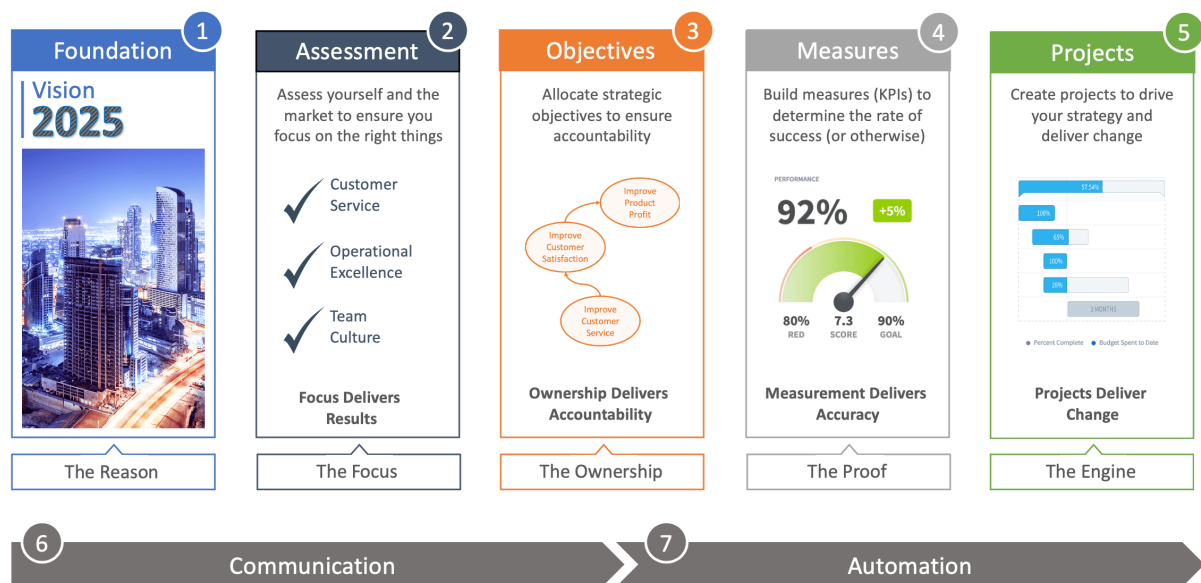 1
Foundation
Vision
2025
The Reason
2
Assessment
Assess yourself and the
market to ensure you
focus on the right things
Customer
Service
Operational
Excellence
Team
Culture
Focus Delivers
Results
The Focus
3
Objectives
Allocate strategic
objectives to ensure
accountability
Improve
Product
Profit
Improve
Customer
Satisfaction
Improve
Customer
Service
Ownership Delivers
Accountability
The Ownership
4
Measures
Build measures (KPIs) to
determine the rate of
success (or otherwise)
PERFORMANCE
92% +5%
80% 7.3 90%
RED SCORE GOAL
Measurement Delivers
Accuracy
The Proof
5
Projects
Create projects to drive
your strategy and
deliver change
57.54%
100%
65%
100%
20%
3 MONTHS
Percent Complete Budget Spent to Date
Projects Deliver
Change
The Engine
6
Communication
7
Automation